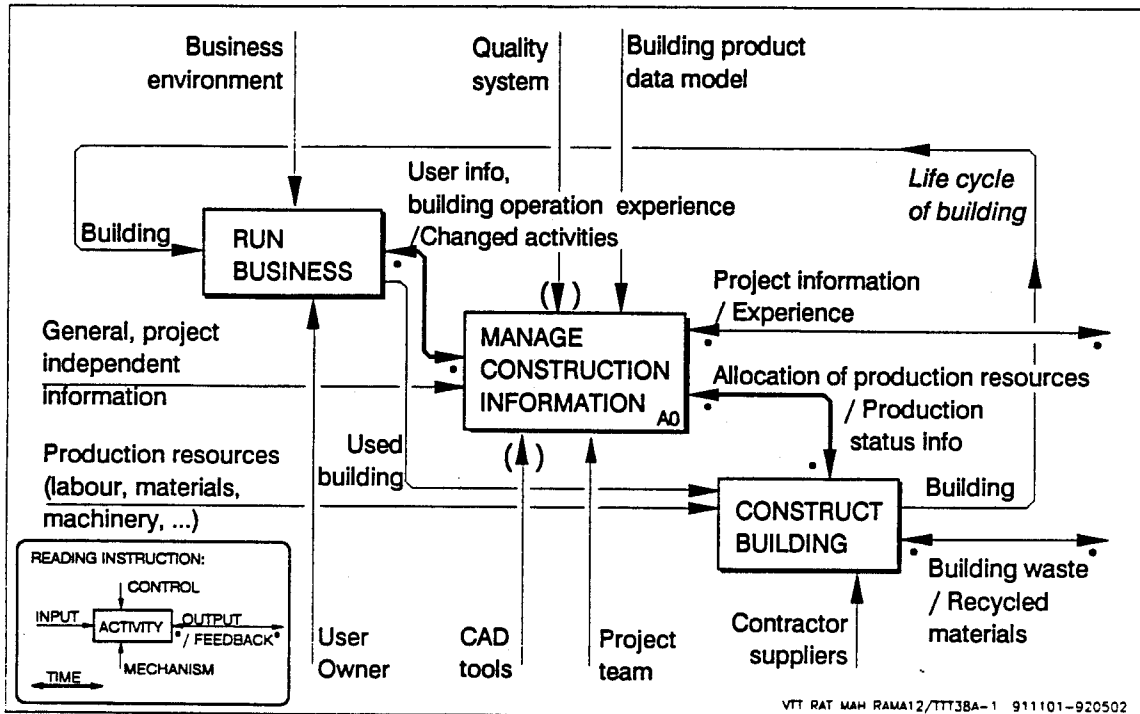 Business
environment
Quality
system
Building product
data model
User info,
building operation experience
/Changed activities
Life cycle
of building
Building
RUN
BUSINESS
Project information
/ Experience
General, project
independent
information
( )
MANAGE
CONSTRUCTION
INFORMATION A0
Allocation of production resources
/ Production
status info
Used
building
( )
Production resources
(labour, materials,
machinery, ...)
Building
CONSTRUCT
BUILDING
Building waste
/ Recycled
materials
READING INSTRUCTION:
CONTROL
INPUT
ACTIVITY
OUTPUT
/ FEEDBACK
MECHANISM
TIME
User
Owner
CAD
tools
Project
team
Contractor
suppliers
VTT RAT MAH RAMA12/TTT38A-1 911101-920502